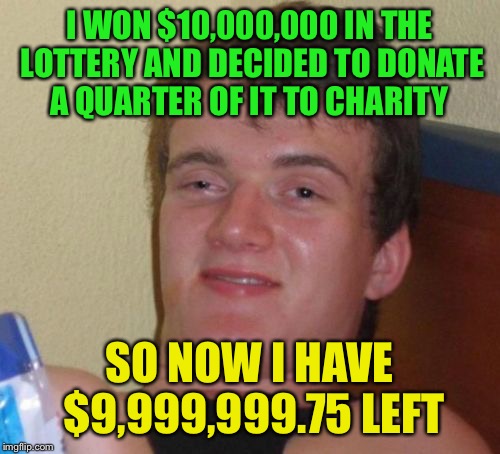 I WON $10,000,000 IN THE
LOTTERY AND DECIDED TO DONATE
A QUARTER OF IT TO CHARITY
SO NOW I HAVE
$9,999,999.75 LEFT
imgflip.com